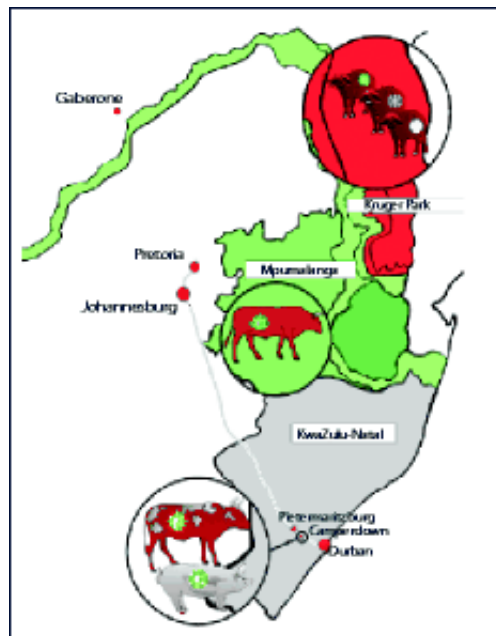 Gaberone
Kruger Park
Pretoria
Mpumalanga
Johannesburg
KwaZulu-Natal
Pietermaritzburg
Camperdown
Durban